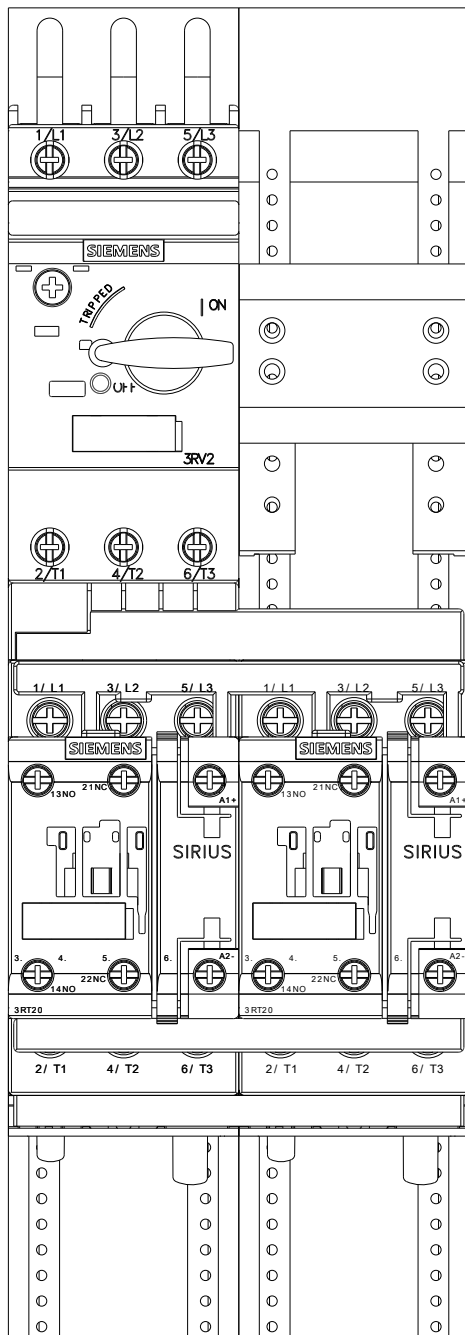 1/L1 3/L2 5/L3
SIEMENS
TRIPPED
ON
OFF
3RV2
2/T1 4/T2 6/T3
1/ L1 3/ L2 5/ L3 1/ L1 3/ L2 5/ L3
SIEMENS SIEMENS
13NO 21NC A1+ 13NO 21NC A1+
SIRIUS SIRIUS
3. 4. 5. 6. A2- 3. 4. 5. 6. A2-
22NC 22NC
14NO 14NO
3RT20 3RT20
2/ T1 4/ T2 6/ T3 2/ T1 4/ T2 6/ T3